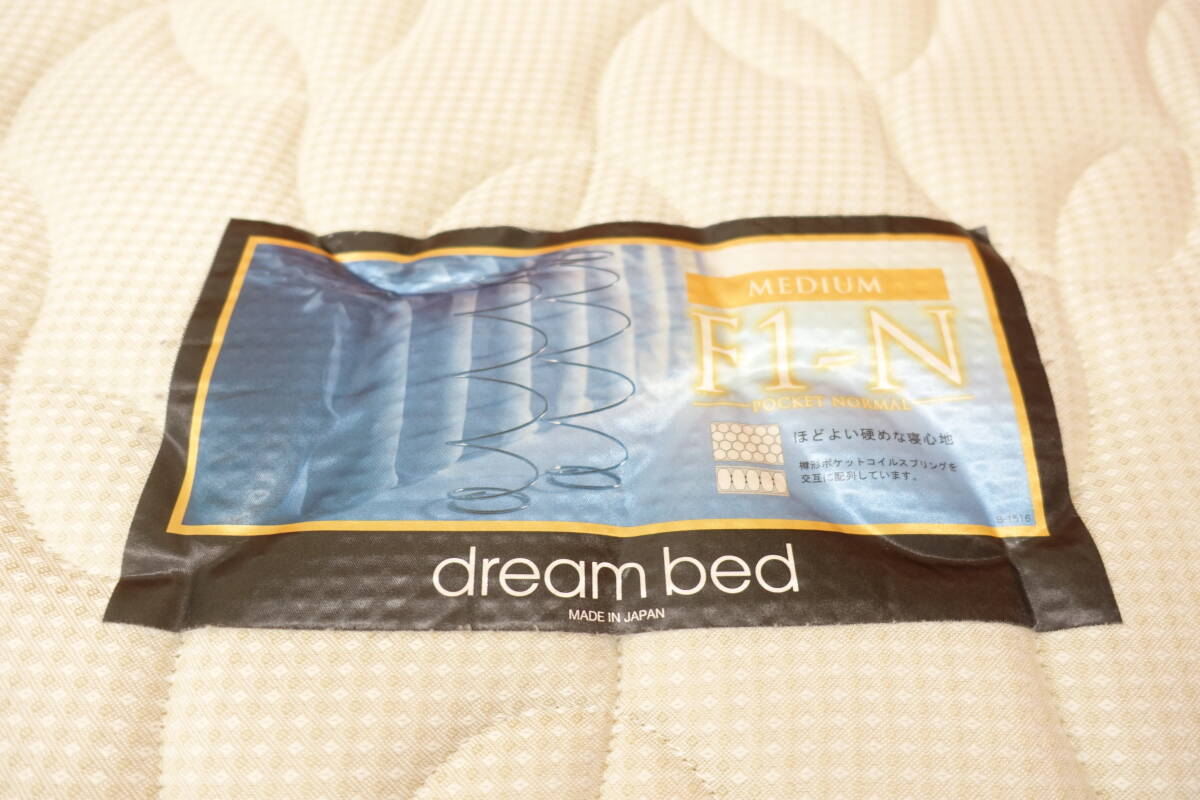 MEDIUM
F1-N
POCKET NORMAL
ほどよい硬めな寝心地
樽形ポケットコイルスプリングを
交互に配列しています。
B-1516
dream bed
MADE IN JAPAN